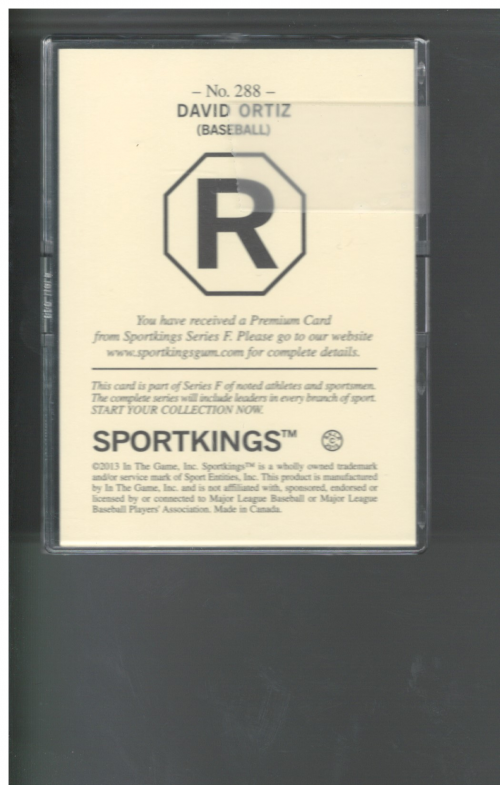 – No. 288 –
DAVID ORTIZ
(BASEBALL)
R
You have received a Premium Card
from Sportkings Series F. Please go to our website
www.sportkingsgum.com for complete details.
This card is part of Series F of noted athletes and sportsmen.
The complete series will include leaders in every branch of sport.
START YOUR COLLECTION NOW.
SPORTKINGS™
©2013 In The Game, Inc. Sportkings™ is a wholly owned trademark
and/or service mark of Sport Entities, Inc. This product is manufactured
by In The Game, Inc. and is not affiliated with, sponsored, endorsed or
licensed by or connected to Major League Baseball or Major League
Baseball Players' Association. Made in Canada.